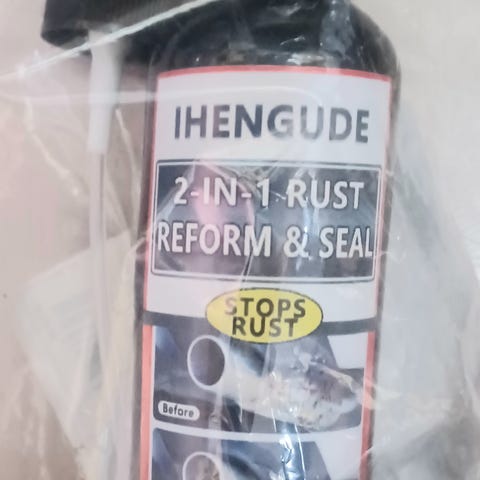 IHENGUDE
2-IN-1 RUST
REFORM & SEAL
STOPS
RUST
Before